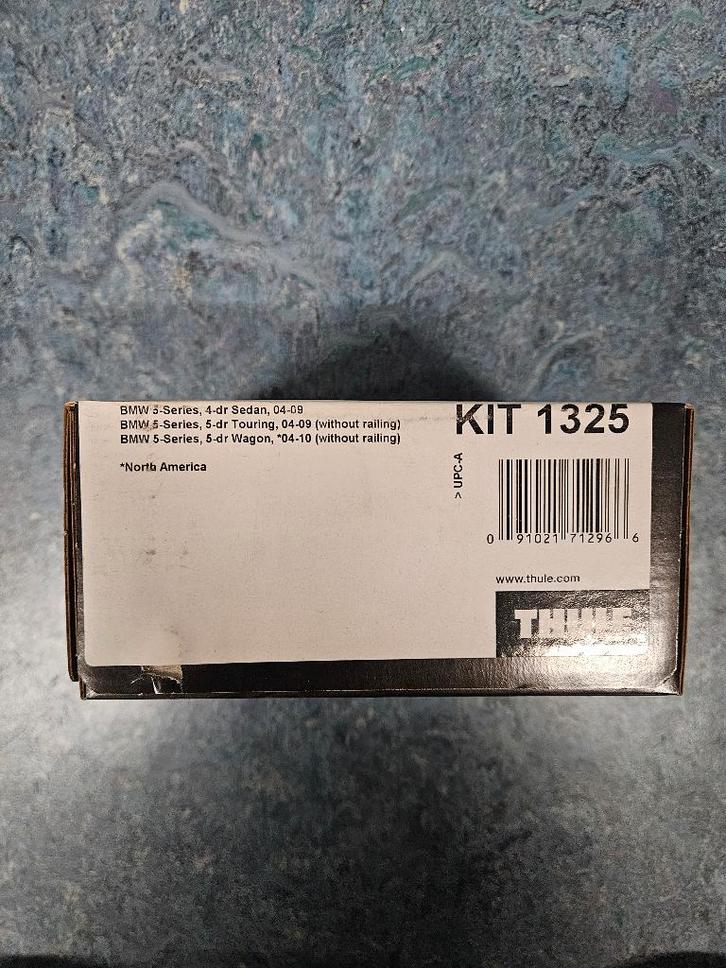 BMW 5-Series, 4-dr Sedan, 04-09
BMW 5-Series, 5-dr Touring, 04-09 (without railing)
BMW 5-Series, 5-dr Wagon, *04-10 (without railing)
*North America
KIT 1325
> UPC-A
0 91021 71296 6
www.thule.com
THULE